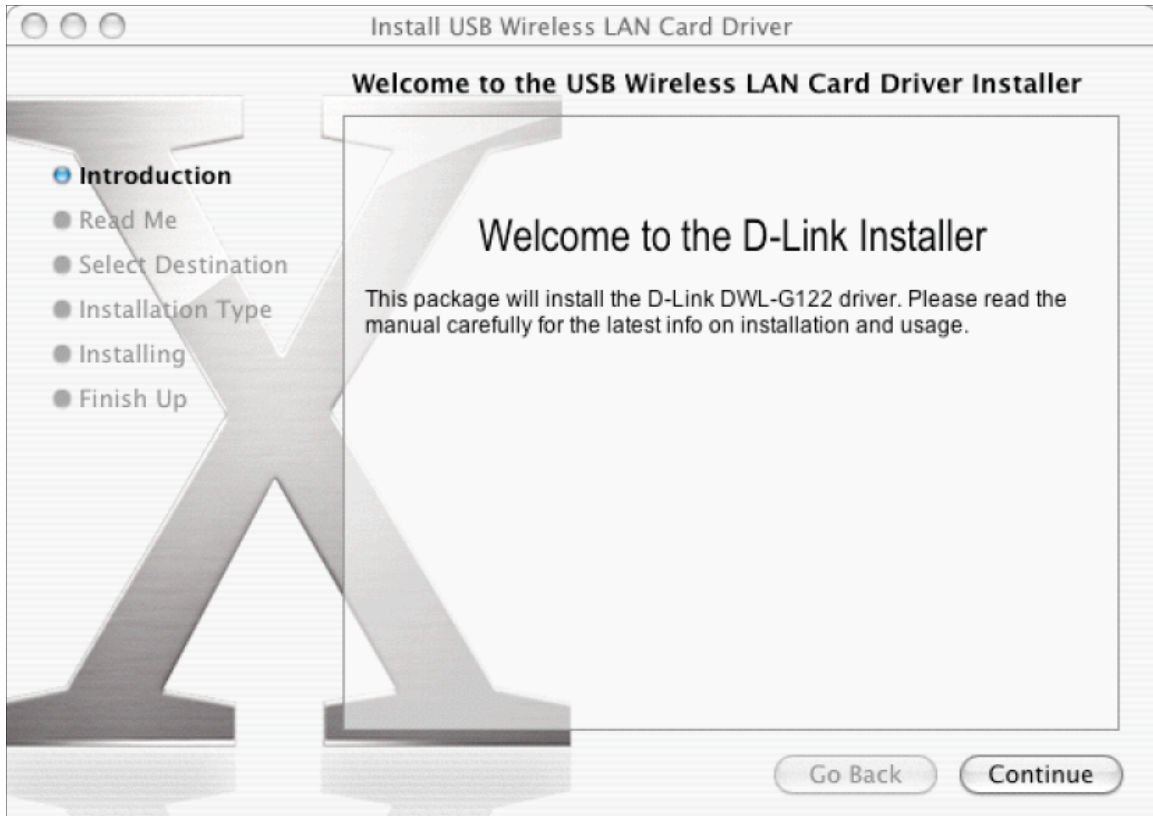 Install USB Wireless LAN Card Driver
Welcome to the USB Wireless LAN Card Driver Installer
Introduction
Read Me
Select Destination
Installation Type
Installing
Finish Up
Welcome to the D-Link Installer
This package will install the D-Link DWL-G122 driver. Please read the
manual carefully for the latest info on installation and usage.
Go Back
Continue